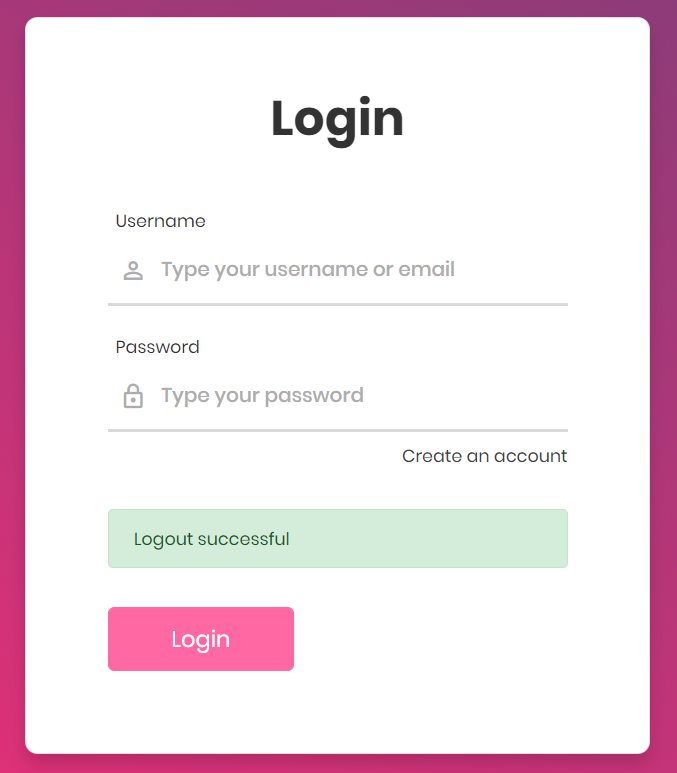 Login
Username
Type your username or email
Password
Type your password
Create an account
Logout successful
Login